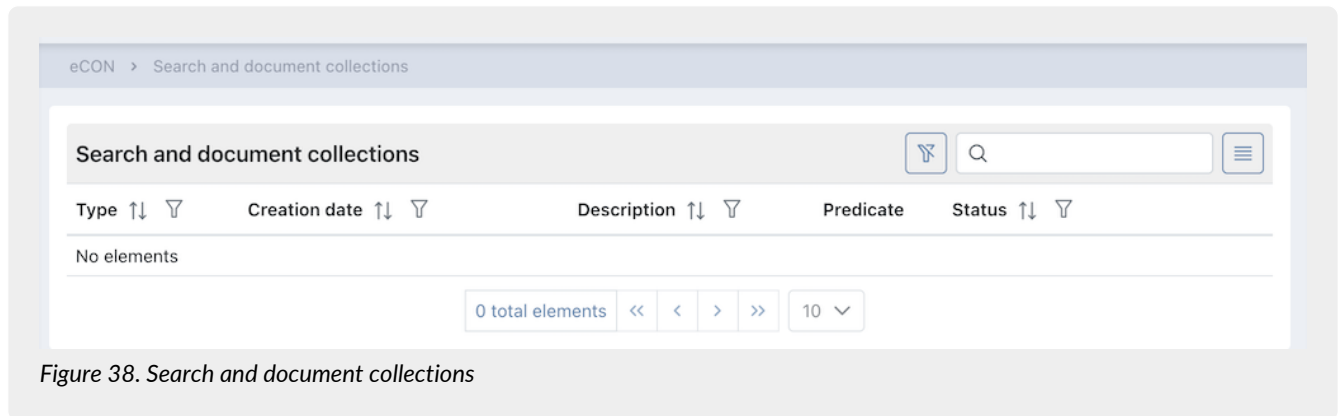 eCON > Search and document collections
Search and document collections
Type Creation date Description Predicate Status
No elements
0 total elements << < > >> 10
Figure 38. Search and document collections